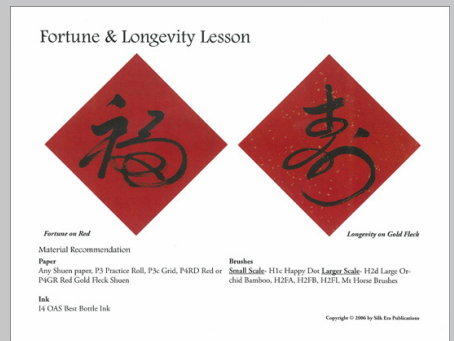 Fortune & Longevity Lesson
福
寿
Fortune on Red
Longevity on Gold Fleck
Material Recommendation
Paper
Any Shuen paper, P3 Practice Roll, P3c Grid, P4RD Red or
P4GR Red Gold Fleck Shuen
Ink
I4 OAS Best Bottle Ink
Brushes
Small Scale- H1c Happy Dot Larger Scale- H2d Large Or-
chid Bamboo, H2FA, H2FB, H2FL Mt Horse Brushes
Copyright © 2006 by Silk Era Publications